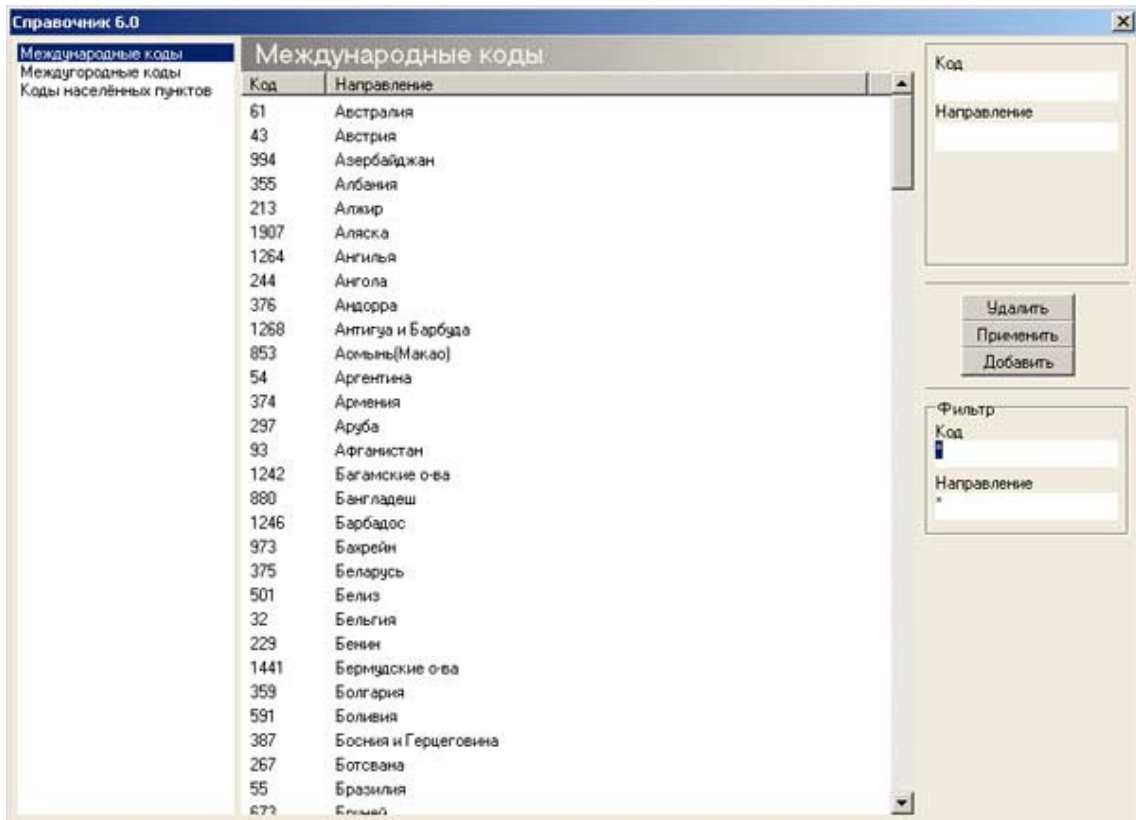 Справочник 6.0
Международные коды
Междугородные коды
Коды населённых пунктов
Международные коды
Код Направление
61 Австралия
43 Австрия
994 Азербайджан
355 Албания
213 Алжир
1907 Аляска
1264 Ангилья
244 Ангола
376 Андорра
1268 Антигуа и Барбуда
853 Аомынь(Макао)
54 Аргентина
374 Армения
297 Аруба
93 Афганистан
1242 Багамские о-ва
880 Бангладеш
1246 Барбадос
973 Бахрейн
375 Беларусь
501 Белиз
32 Бельгия
229 Бенин
1441 Бермудские о-ва
359 Болгария
591 Боливия
387 Босния и Герцеговина
267 Ботсвана
55 Бразилия
673 Бруней
Код
Направление
Удалить
Применить
Добавить
Фильтр
Код
*
Направление
*